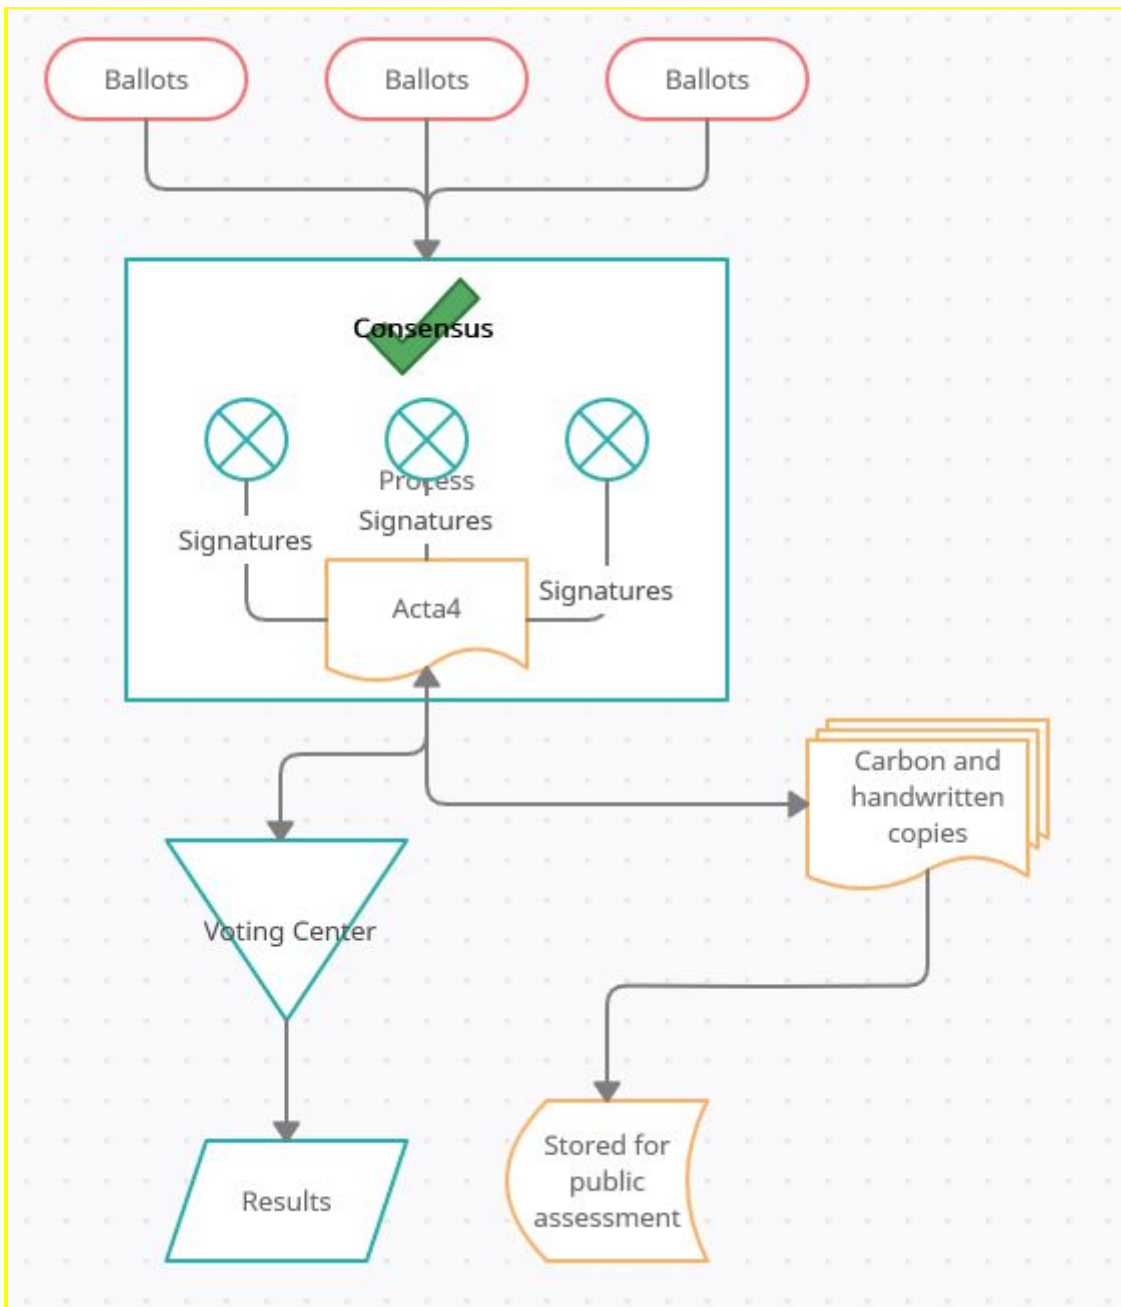 Ballots
Ballots
Ballots
Consensus
Process
Signatures
Signatures
Signatures
Acta4
Carbon and
handwritten
copies
Voting Center
Stored for
public
assessment
Results